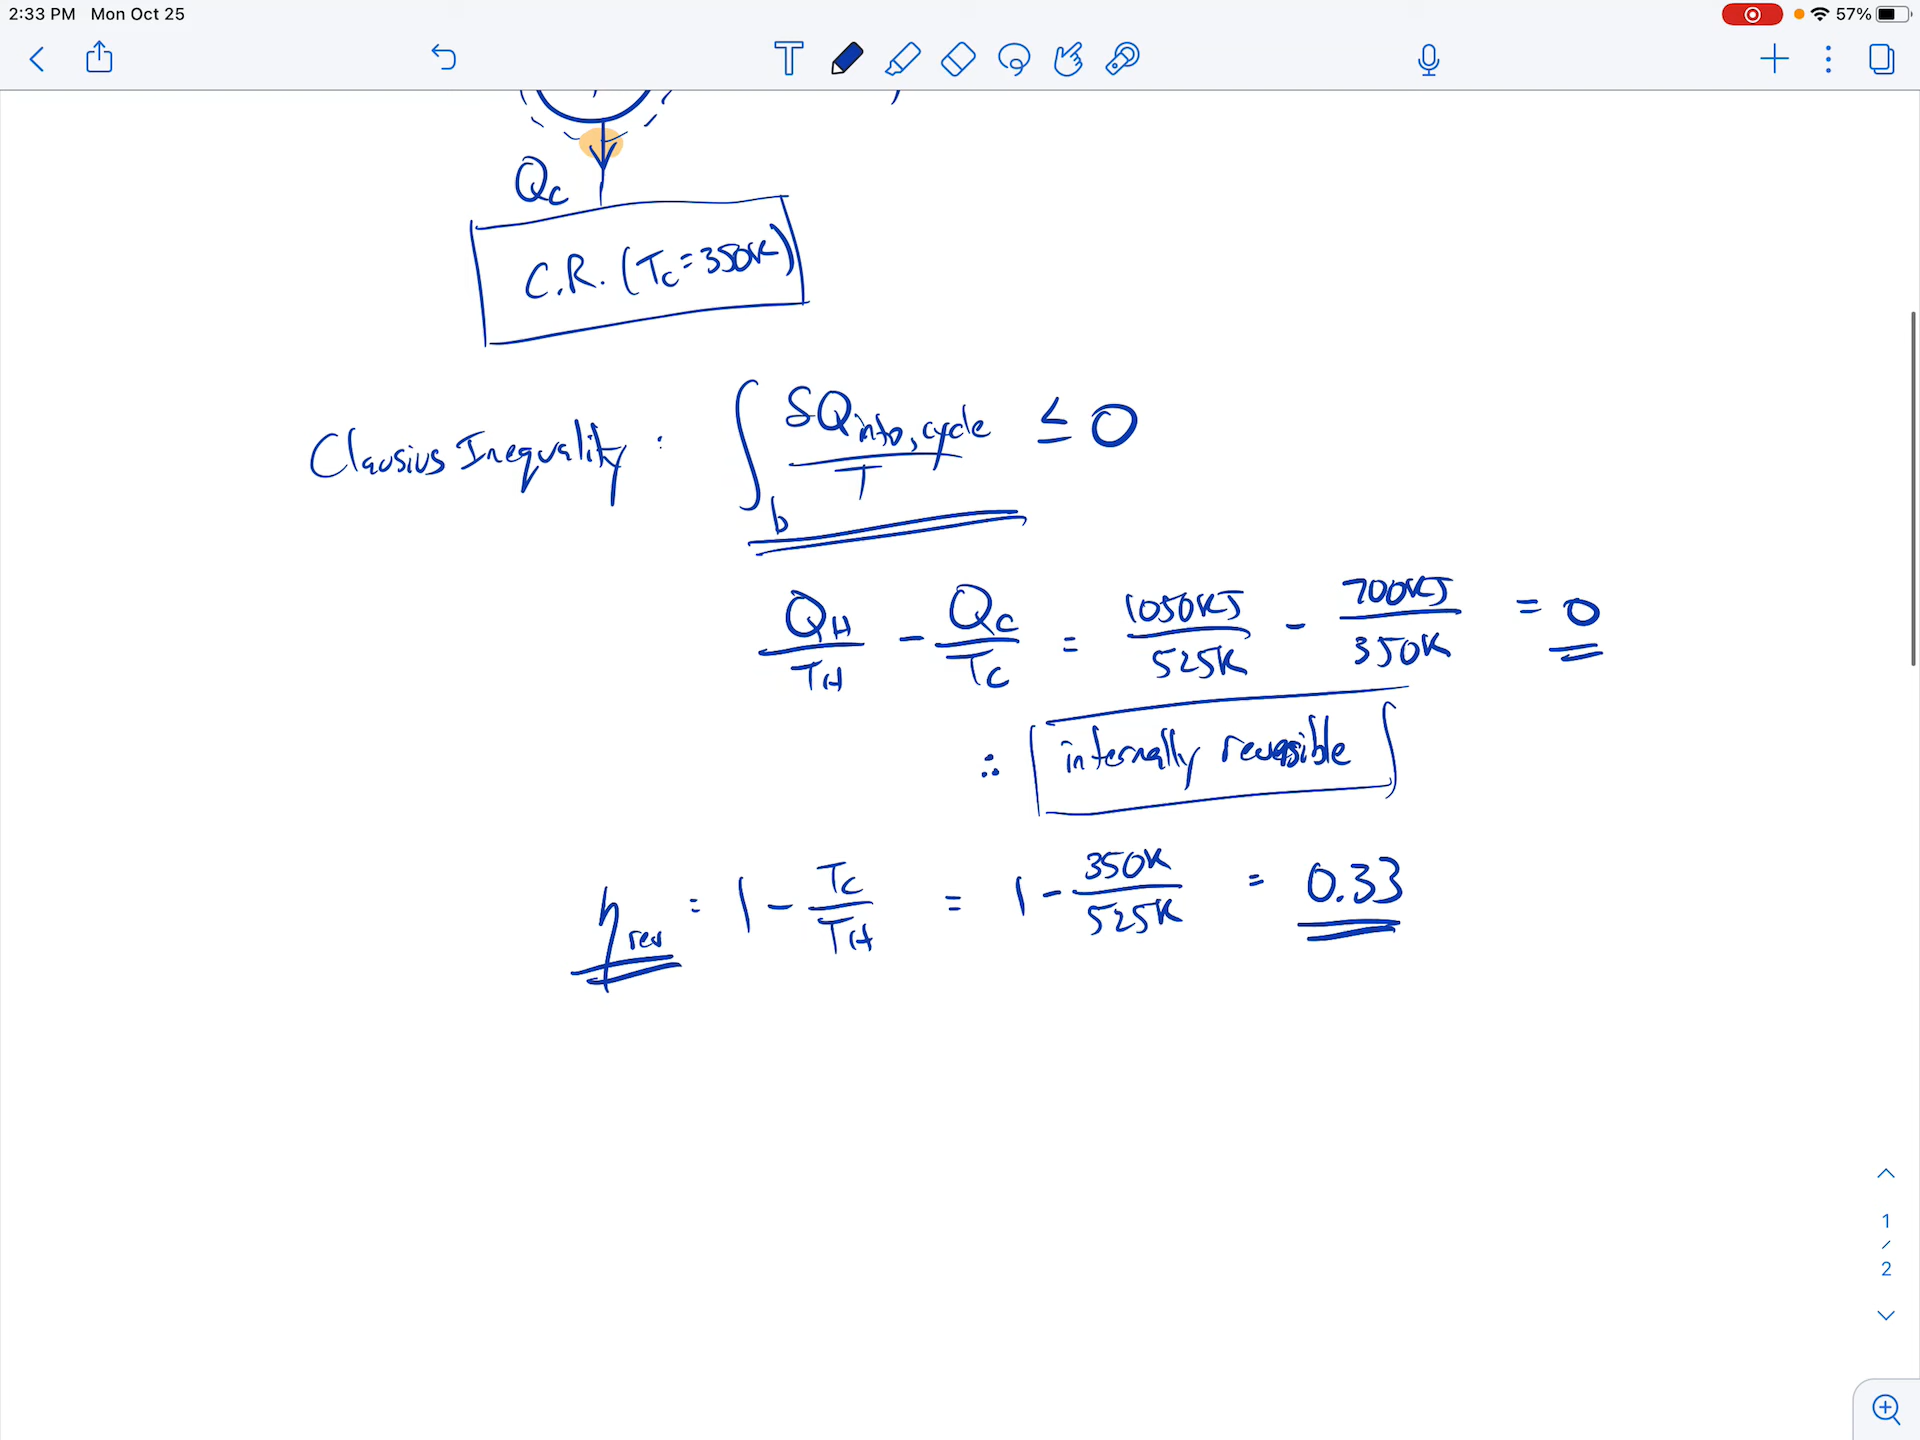 2:33 PM Mon Oct 25 57%
T
Qc
C.R. (Tc = 350K)
Clausius Inequality : ∫b δQinto,cycle / T ≤ 0
QH / TH - Qc / Tc = 1050KJ / 525K - 700KJ / 350K = 0
∴ internally reversible
ηrev = 1 - Tc / TH = 1 - 350K / 525K = 0.33
1 / 2